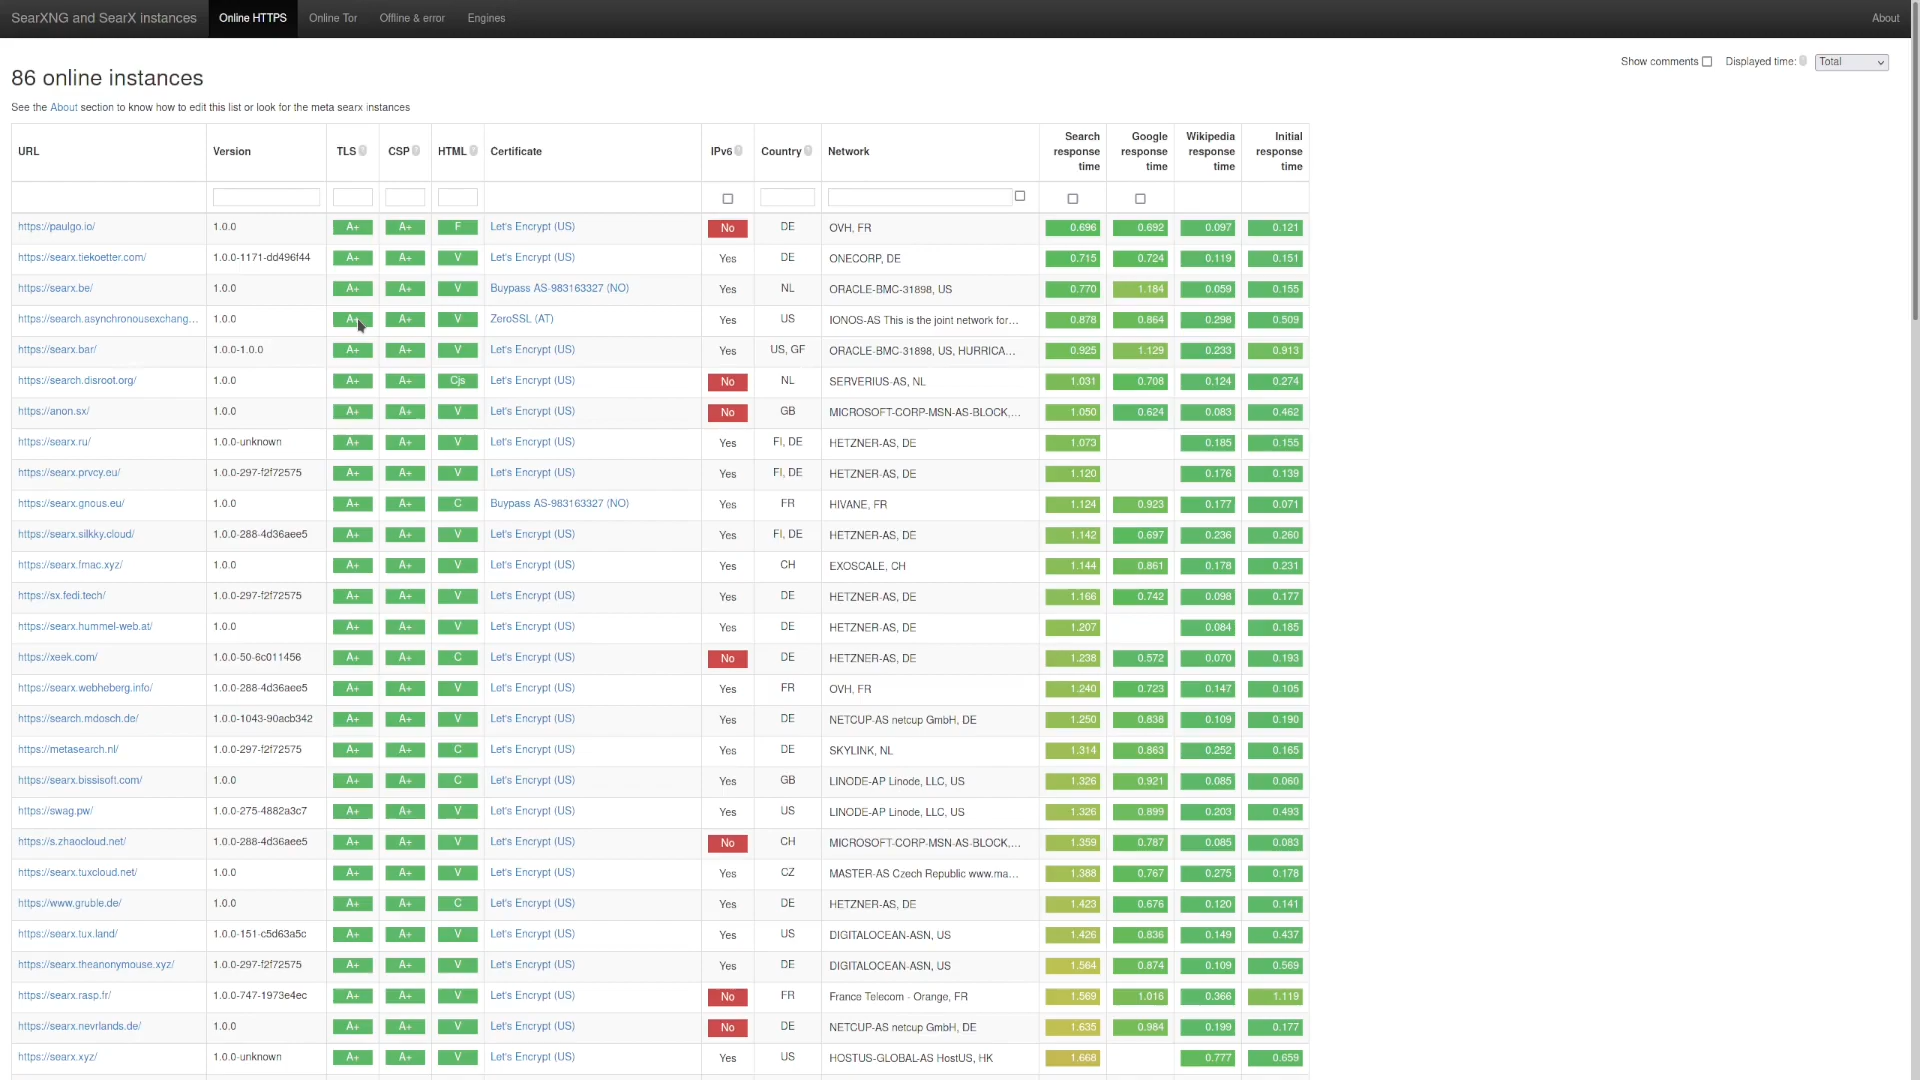 SearXNG and SearX instances Online HTTPS Online Tor Offline & error Engines About
Show comments Displayed time: Total
86 online instances
See the About section to know how to edit this list or look for the meta searx instances
URL Version TLS CSP HTML Certificate IPv6 Country Network Search response time Google response time Wikipedia response time Initial response time
https://paulgo.io/ 1.0.0 A+ A+ F Let's Encrypt (US) No DE OVH, FR 0.696 0.692 0.097 0.121
https://searx.tiekoetter.com/ 1.0.0-1171-dd496f44 A+ A+ V Let's Encrypt (US) Yes DE ONECORP, DE 0.715 0.724 0.119 0.151
https://searx.be/ 1.0.0 A+ A+ V Buypass AS-983163327 (NO) Yes NL ORACLE-BMC-31898, US 0.770 1.184 0.059 0.155
https://search.asynchronousexchang... 1.0.0 A+ A+ V ZeroSSL (AT) Yes US IONOS-AS This is the joint network for... 0.878 0.864 0.298 0.509
https://searx.bar/ 1.0.0-1.0.0 A+ A+ V Let's Encrypt (US) Yes US, GF ORACLE-BMC-31898, US, HURRICA... 0.925 1.129 0.233 0.913
https://search.disroot.org/ 1.0.0 A+ A+ Cjs Let's Encrypt (US) No NL SERVERIUS-AS, NL 1.031 0.708 0.124 0.274
https://anon.sx/ 1.0.0 A+ A+ V Let's Encrypt (US) No GB MICROSOFT-CORP-MSN-AS-BLOCK,... 1.050 0.624 0.083 0.462
https://searx.ru/ 1.0.0-unknown A+ A+ V Let's Encrypt (US) Yes FI, DE HETZNER-AS, DE 1.073 0.185 0.155
https://searx.prvcy.eu/ 1.0.0-297-f2f72575 A+ A+ V Let's Encrypt (US) Yes FI, DE HETZNER-AS, DE 1.120 0.176 0.139
https://searx.gnous.eu/ 1.0.0 A+ A+ C Buypass AS-983163327 (NO) Yes FR HIVANE, FR 1.124 0.923 0.177 0.071
https://searx.silkky.cloud/ 1.0.0-288-4d36aee5 A+ A+ V Let's Encrypt (US) Yes FI, DE HETZNER-AS, DE 1.142 0.697 0.236 0.260
https://searx.fmac.xyz/ 1.0.0 A+ A+ V Let's Encrypt (US) Yes CH EXOSCALE, CH 1.144 0.861 0.178 0.231
https://sx.fedi.tech/ 1.0.0-297-f2f72575 A+ A+ V Let's Encrypt (US) Yes DE HETZNER-AS, DE 1.166 0.742 0.098 0.177
https://searx.hummel-web.at/ 1.0.0 A+ A+ V Let's Encrypt (US) Yes DE HETZNER-AS, DE 1.207 0.084 0.185
https://xeek.com/ 1.0.0-50-6c011456 A+ A+ C Let's Encrypt (US) No DE HETZNER-AS, DE 1.238 0.572 0.070 0.193
https://searx.webheberg.info/ 1.0.0-288-4d36aee5 A+ A+ V Let's Encrypt (US) Yes FR OVH, FR 1.240 0.723 0.147 0.105
https://search.mdosch.de/ 1.0.0-1043-90acb342 A+ A+ V Let's Encrypt (US) Yes DE NETCUP-AS netcup GmbH, DE 1.250 0.838 0.109 0.190
https://metasearch.nl/ 1.0.0-297-f2f72575 A+ A+ C Let's Encrypt (US) Yes DE SKYLINK, NL 1.314 0.863 0.252 0.165
https://searx.bissisoft.com/ 1.0.0 A+ A+ C Let's Encrypt (US) Yes GB LINODE-AP Linode, LLC, US 1.326 0.921 0.085 0.060
https://swag.pw/ 1.0.0-275-4882a3c7 A+ A+ V Let's Encrypt (US) Yes US LINODE-AP Linode, LLC, US 1.326 0.899 0.203 0.493
https://s.zhaocloud.net/ 1.0.0-288-4d36aee5 A+ A+ V Let's Encrypt (US) No CH MICROSOFT-CORP-MSN-AS-BLOCK,... 1.359 0.787 0.085 0.083
https://searx.tuxcloud.net/ 1.0.0 A+ A+ V Let's Encrypt (US) Yes CZ MASTER-AS Czech Republic www.ma... 1.388 0.767 0.275 0.178
https://www.gruble.de/ 1.0.0 A+ A+ C Let's Encrypt (US) Yes DE HETZNER-AS, DE 1.423 0.676 0.120 0.141
https://searx.tux.land/ 1.0.0-151-c5d63a5c A+ A+ V Let's Encrypt (US) Yes US DIGITALOCEAN-ASN, US 1.426 0.836 0.149 0.437
https://searx.theanonymouse.xyz/ 1.0.0-297-f2f72575 A+ A+ V Let's Encrypt (US) Yes DE DIGITALOCEAN-ASN, US 1.564 0.874 0.109 0.569
https://searx.rasp.fr/ 1.0.0-747-1973e4ec A+ A+ V Let's Encrypt (US) No FR France Telecom - Orange, FR 1.569 1.016 0.366 1.119
https://searx.nevrlands.de/ 1.0.0 A+ A+ V Let's Encrypt (US) No DE NETCUP-AS netcup GmbH, DE 1.635 0.984 0.199 0.177
https://searx.xyz/ 1.0.0-unknown A+ A+ V Let's Encrypt (US) Yes US HOSTUS-GLOBAL-AS HostUS, HK 1.668 0.777 0.659